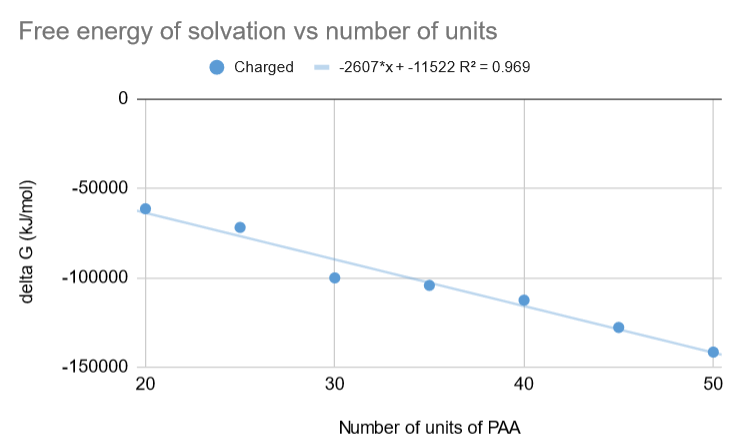 Free energy of solvation vs number of units
Charged -2607*x + -11522 R² = 0.969
0
-50000
-100000
-150000
delta G (kJ/mol)
20 30 40 50
Number of units of PAA